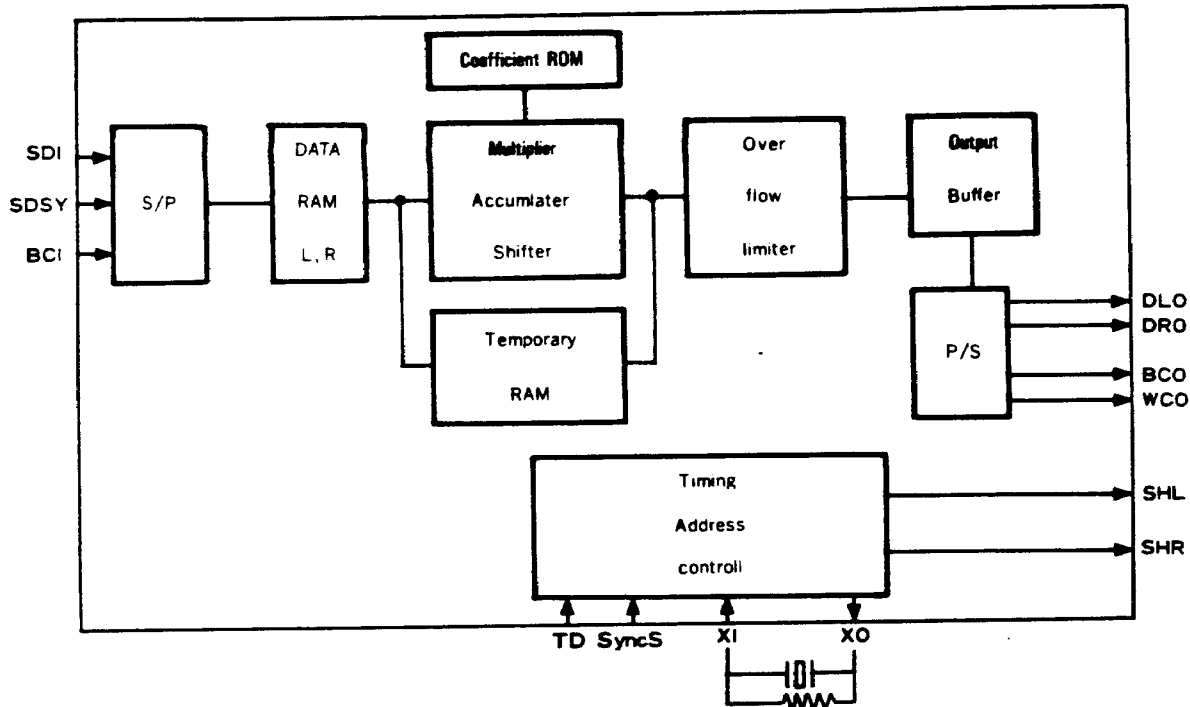 Coafficient ROM
SDI
SDSY
BCI
S/P
DATA
RAM
L, R
Multiplier
Accumlater
Shifter
Over
flow
limiter
Output
Buffer
Temporary
RAM
P/S
DLO
DRO
BCO
WCO
Timing
Address
controll
SHL
SHR
TD SyncS XI XO